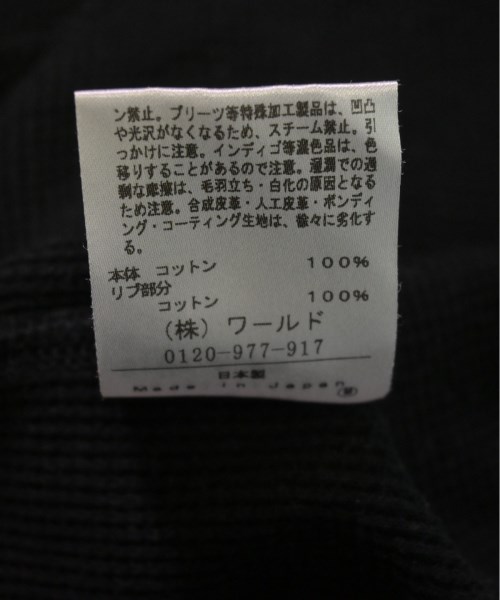 ン禁止。プリーツ等特殊加工製品は、凹凸
や光沢がなくなるため、スチーム禁止。引
っかけに注意。インディゴ等濃色品は、色
移りすることがあるので注意。湿潤での過
剰な摩擦は、毛羽立ち・白化の原因となる
ため注意。合成皮革・人工皮革・ボンディ
ング・コーティング生地は、徐々に劣化す
る。
本体 コットン 100%
リブ部分
コットン 100%
(株) ワールド
0120-977-917
日本製
Made in Japan